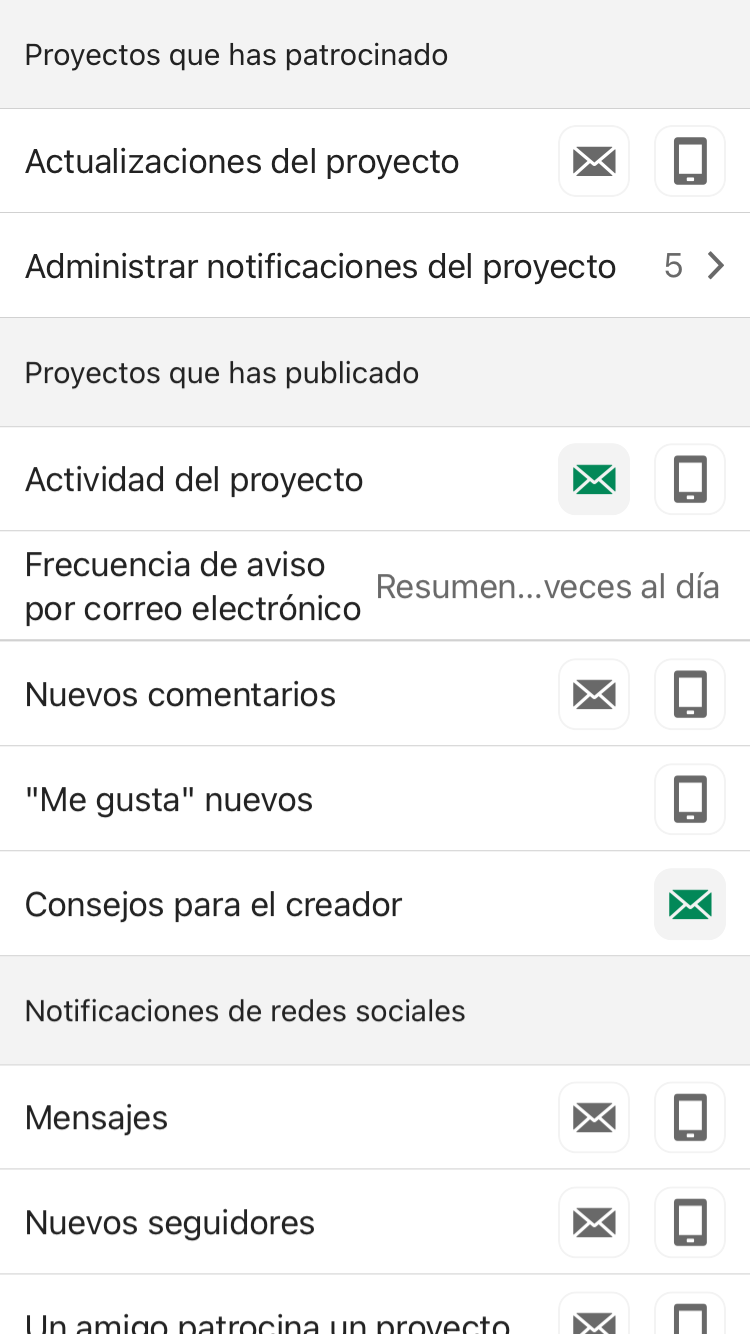 Proyectos que has patrocinado
Actualizaciones del proyecto
Administrar notificaciones del proyecto 5
Proyectos que has publicado
Actividad del proyecto
Frecuencia de aviso
por correo electrónico
Resumen...veces al día
Nuevos comentarios
"Me gusta" nuevos
Consejos para el creador
Notificaciones de redes sociales
Mensajes
Nuevos seguidores
Un amigo patrocina un proyecto